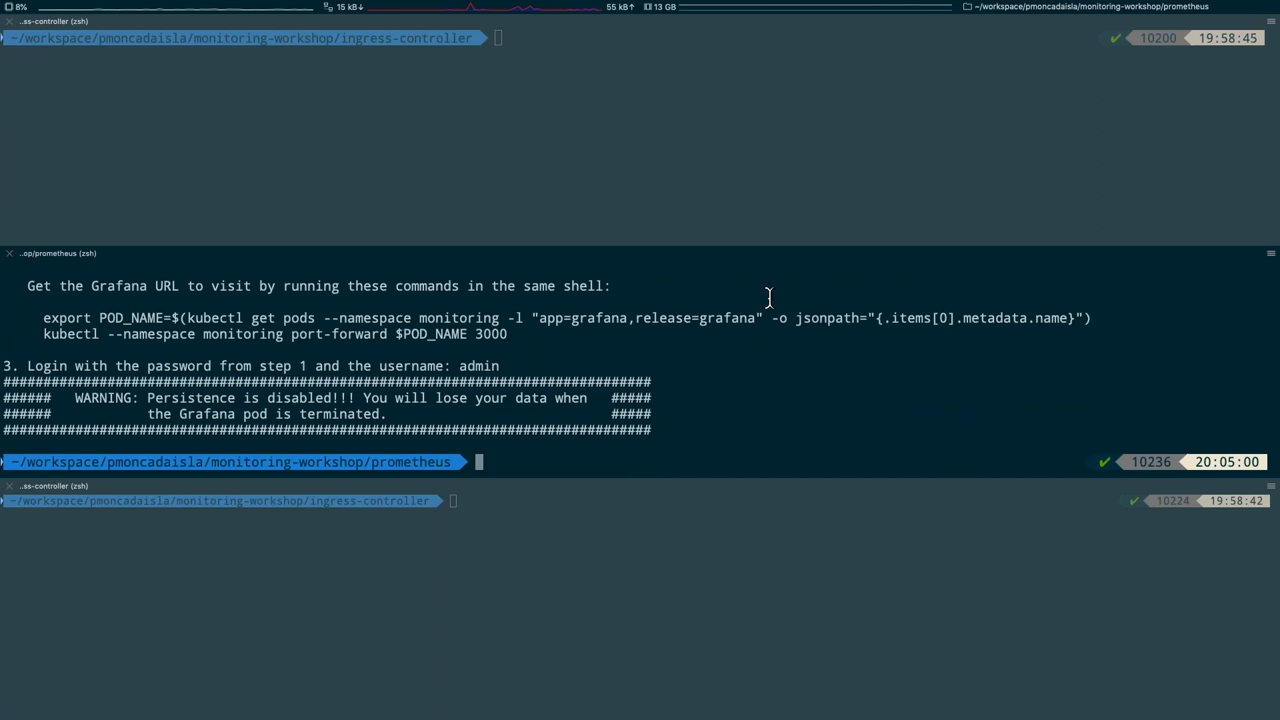 8% 15 kB↓ 55 kB↑ 13 GB ~/workspace/pmoncadaisla/monitoring-workshop/prometheus
..ss-controller (zsh)
~/workspace/pmoncadaisla/monitoring-workshop/ingress-controller ✔ 10200 19:58:45
..op/prometheus (zsh)
Get the Grafana URL to visit by running these commands in the same shell:
export POD_NAME=$(kubectl get pods --namespace monitoring -l "app=grafana,release=grafana" -o jsonpath="{.items[0].metadata.name}")
kubectl --namespace monitoring port-forward $POD_NAME 3000
3. Login with the password from step 1 and the username: admin
#################################################################################
###### WARNING: Persistence is disabled!!! You will lose your data when #####
###### the Grafana pod is terminated. #####
#################################################################################
~/workspace/pmoncadaisla/monitoring-workshop/prometheus ✔ 10236 20:05:00
..ss-controller (zsh)
~/workspace/pmoncadaisla/monitoring-workshop/ingress-controller ✔ 10224 19:58:42